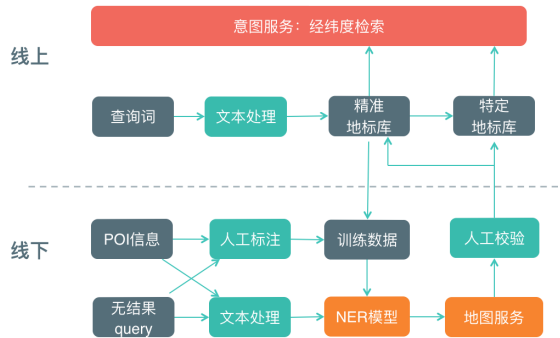 意图服务：经纬度检索
线上
查询词
文本处理
精准
地标库
特定
地标库
线下
POI信息
人工标注
训练数据
人工校验
无结果
query
文本处理
NER模型
地图服务